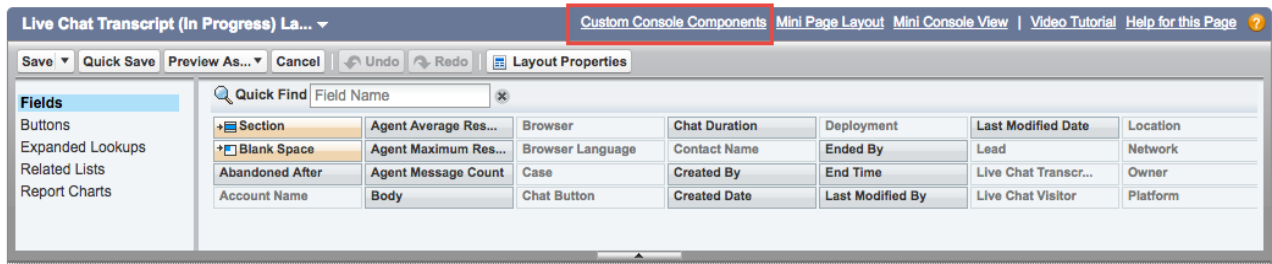 Live Chat Transcript (In Progress) La... Custom Console Components Mini Page Layout Mini Console View | Video Tutorial Help for this Page ?
Save Quick Save Preview As... Cancel Undo Redo Layout Properties
Fields
Buttons
Expanded Lookups
Related Lists
Report Charts
Quick Find Field Name
Section Agent Average Res... Browser Chat Duration Deployment Last Modified Date Location
Blank Space Agent Maximum Res... Browser Language Contact Name Ended By Lead Network
Abandoned After Agent Message Count Case Created By End Time Live Chat Transcr... Owner
Account Name Body Chat Button Created Date Last Modified By Live Chat Visitor Platform